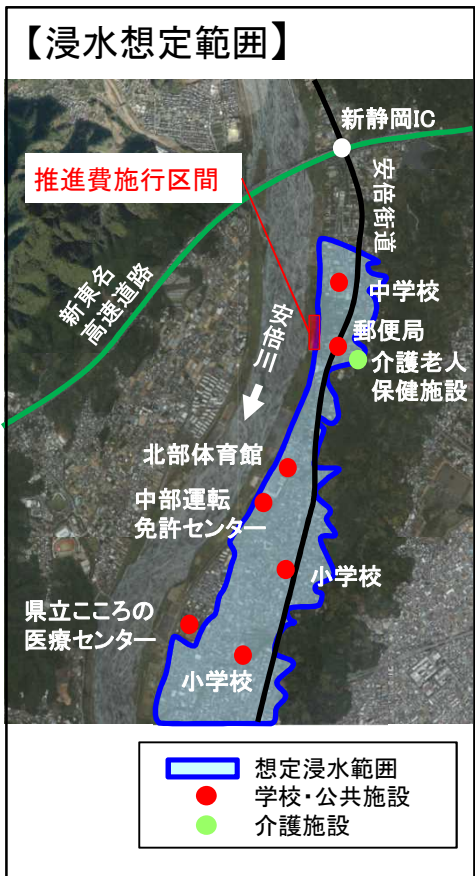 【浸水想定範囲】
新静岡IC
推進費施行区間
安倍街道
新東名
高速道路
中学校
安倍川
郵便局
介護老人
保健施設
北部体育館
中部運転
免許センター
小学校
県立こころの
医療センター
小学校
想定浸水範囲
学校・公共施設
介護施設